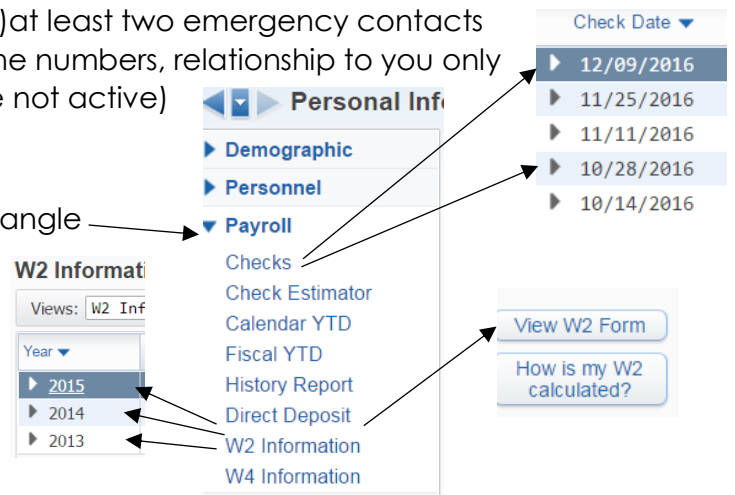 )at least two emergency contacts
ne numbers, relationship to you only
e not active)
angle
Personal Inf
Demographic
Personnel
Payroll
Checks
Check Estimator
Calendar YTD
Fiscal YTD
History Report
Direct Deposit
W2 Information
W4 Information
W2 Informati
Views: W2 Inf
Year
2015
2014
2013
Check Date
12/09/2016
11/25/2016
11/11/2016
10/28/2016
10/14/2016
View W2 Form
How is my W2
calculated?